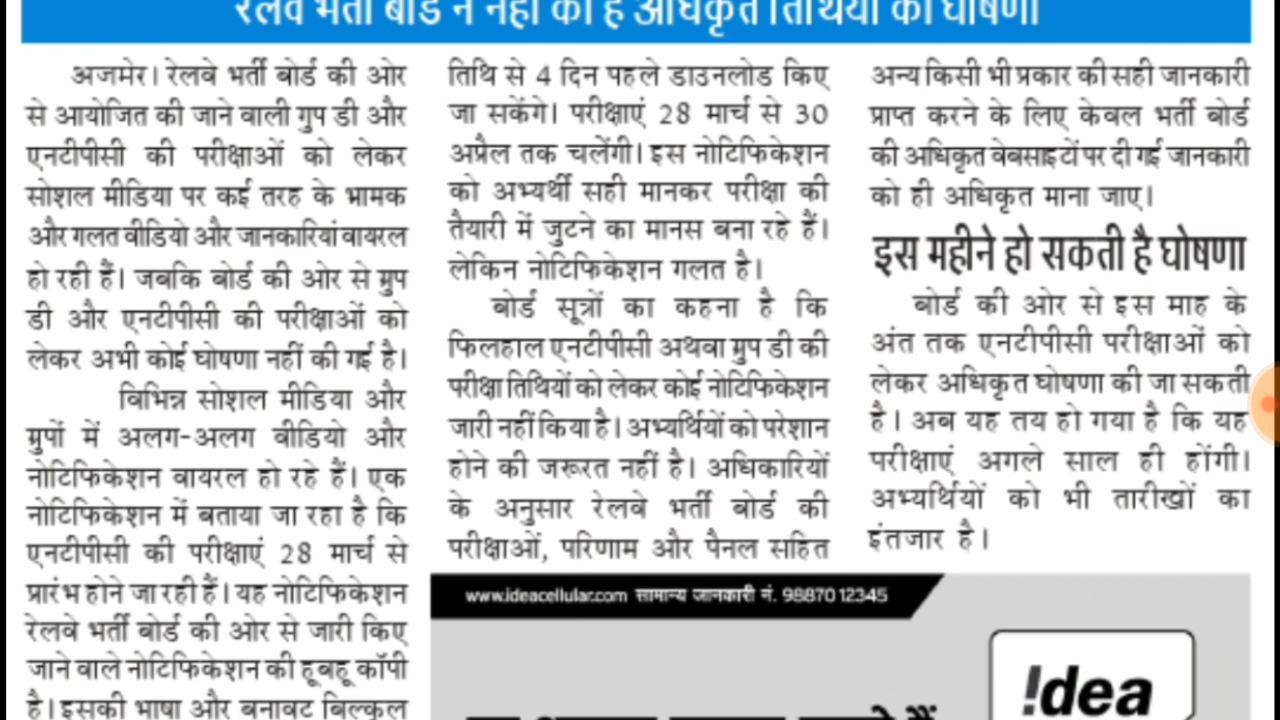 रेलवे भर्ती बोर्ड ने नहीं की है अधिकृत तिथियों की घोषणा
अजमेर। रेलवे भर्ती बोर्ड की ओर
से आयोजित की जाने वाली ग्रुप डी और
एनटीपीसी की परीक्षाओं को लेकर
सोशल मीडिया पर कई तरह के भ्रामक
और गलत वीडियो और जानकारियां वायरल
हो रही हैं। जबकि बोर्ड की ओर से ग्रुप
डी और एनटीपीसी की परीक्षाओं को
लेकर अभी कोई घोषणा नहीं की गई है।
विभिन्न सोशल मीडिया और
ग्रुपों में अलग-अलग वीडियो और
नोटिफिकेशन वायरल हो रहे हैं। एक
नोटिफिकेशन में बताया जा रहा है कि
एनटीपीसी की परीक्षाएं 28 मार्च से
प्रारंभ होने जा रही हैं। यह नोटिफिकेशन
रेलवे भर्ती बोर्ड की ओर से जारी किए
जाने वाले नोटिफिकेशन की हूबहू कॉपी
है। इसकी भाषा और बनावट बिल्कुल
तिथि से 4 दिन पहले डाउनलोड किए
जा सकेंगे। परीक्षाएं 28 मार्च से 30
अप्रैल तक चलेंगी। इस नोटिफिकेशन
को अभ्यर्थी सही मानकर परीक्षा की
तैयारी में जुटने का मानस बना रहे हैं।
लेकिन नोटिफिकेशन गलत है।
बोर्ड सूत्रों का कहना है कि
फिलहाल एनटीपीसी अथवा ग्रुप डी की
परीक्षा तिथियों को लेकर कोई नोटिफिकेशन
जारी नहीं किया है। अभ्यर्थियों को परेशान
होने की जरूरत नहीं है। अधिकारियों
के अनुसार रेलवे भर्ती बोर्ड की
परीक्षाओं, परिणाम और पैनल सहित
अन्य किसी भी प्रकार की सही जानकारी
प्राप्त करने के लिए केवल भर्ती बोर्ड
की अधिकृत वेबसाइटों पर दी गई जानकारी
को ही अधिकृत माना जाए।
इस महीने हो सकती है घोषणा
बोर्ड की ओर से इस माह के
अंत तक एनटीपीसी परीक्षाओं को
लेकर अधिकृत घोषणा की जा सकती
है। अब यह तय हो गया है कि यह
परीक्षाएं अगले साल ही होंगी।
अभ्यर्थियों को भी तारीखों का
इंतजार है।
www.ideacellular.com सामान्य जानकारी नं. 98870 12345
!dea